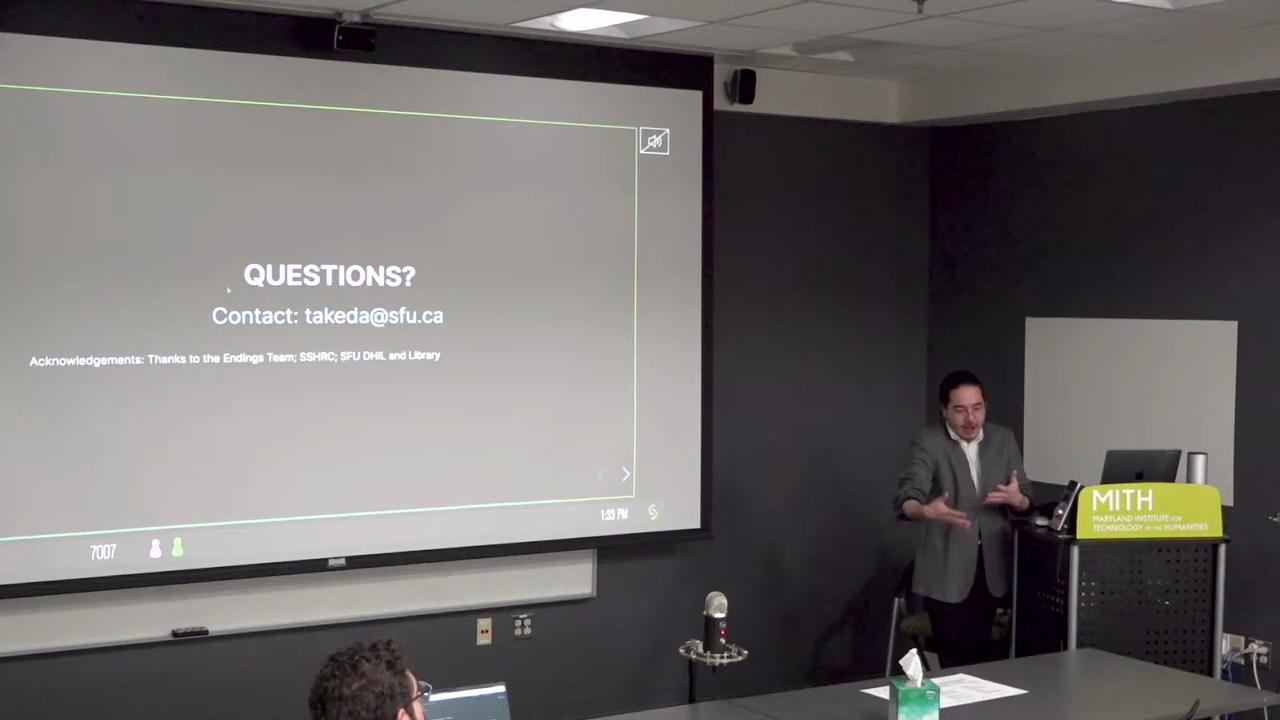 QUESTIONS?
Contact: takeda@sfu.ca
Acknowledgements: Thanks to the Endings Team; SSHRC; SFU DHIL and Library
1:33 PM
7007
MITH
MARYLAND INSTITUTE FOR
TECHNOLOGY IN THE HUMANITIES